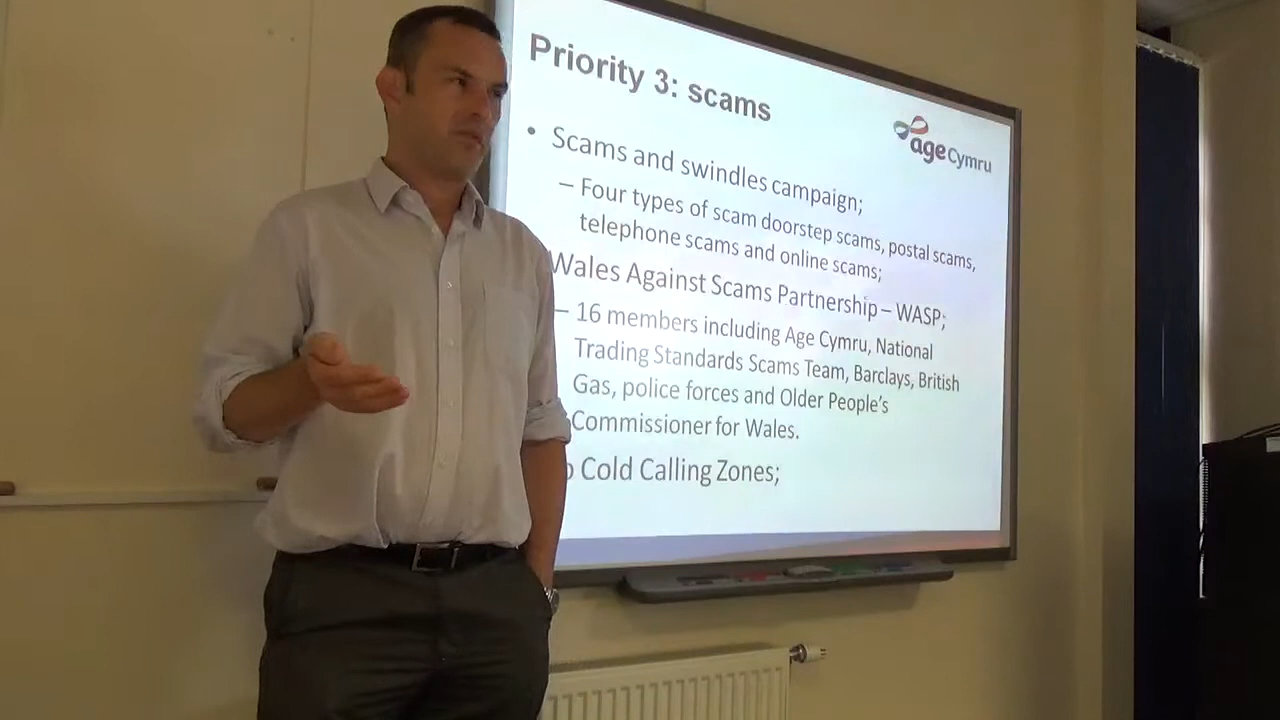 Priority 3: scams
age Cymru
• Scams and swindles campaign;
– Four types of scam doorstep scams, postal scams,
telephone scams and online scams;
Wales Against Scams Partnership – WASP;
– 16 members including Age Cymru, National
Trading Standards Scams Team, Barclays, British
Gas, police forces and Older People's
Commissioner for Wales.
Cold Calling Zones;